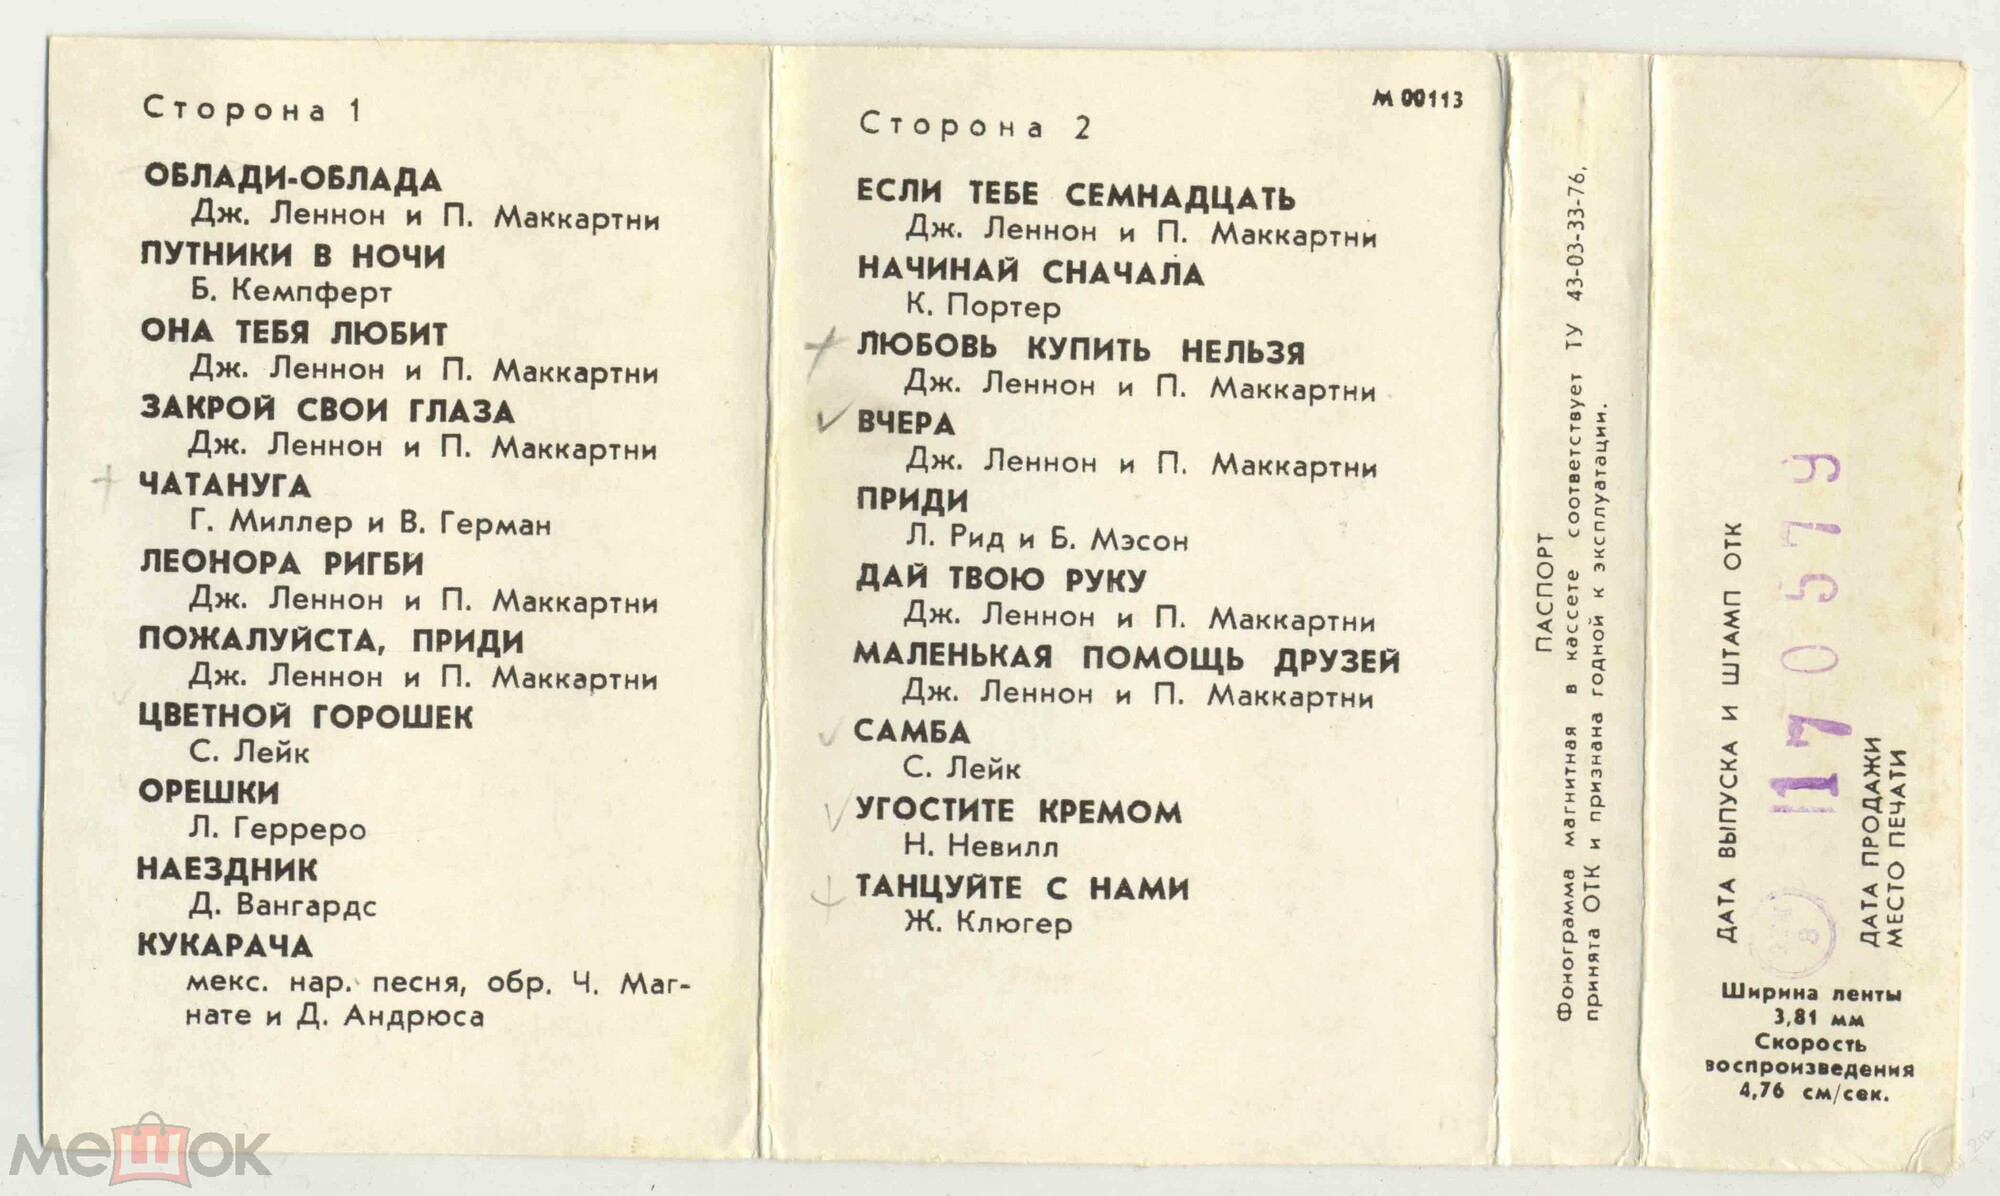 Сторона 1
ОБЛАДИ-ОБЛАДА
Дж. Леннон и П. Маккартни
ПУТНИКИ В НОЧИ
Б. Кемпферт
ОНА ТЕБЯ ЛЮБИТ
Дж. Леннон и П. Маккартни
ЗАКРОЙ СВОИ ГЛАЗА
Дж. Леннон и П. Маккартни
ЧАТАНУГА
Г. Миллер и В. Герман
ЛЕОНОРА РИГБИ
Дж. Леннон и П. Маккартни
ПОЖАЛУЙСТА, ПРИДИ
Дж. Леннон и П. Маккартни
ЦВЕТНОЙ ГОРОШЕК
С. Лейк
ОРЕШКИ
Л. Герреро
НАЕЗДНИК
Д. Вангардс
КУКАРАЧА
мекс. нар. песня, обр. Ч. Маг-
нате и Д. Андрюса
М 00113
Сторона 2
ЕСЛИ ТЕБЕ СЕМНАДЦАТЬ
Дж. Леннон и П. Маккартни
НАЧИНАЙ СНАЧАЛА
К. Портер
ЛЮБОВЬ КУПИТЬ НЕЛЬЗЯ
Дж. Леннон и П. Маккартни
ВЧЕРА
Дж. Леннон и П. Маккартни
ПРИДИ
Л. Рид и Б. Мэсон
ДАЙ ТВОЮ РУКУ
Дж. Леннон и П. Маккартни
МАЛЕНЬКАЯ ПОМОЩЬ ДРУЗЕЙ
Дж. Леннон и П. Маккартни
САМБА
С. Лейк
УГОСТИТЕ КРЕМОМ
Н. Невилл
ТАНЦУЙТЕ С НАМИ
Ж. Клюгер
ПАСПОРТ
Фонограмма магнитная в кассете соответствует ТУ 43-03-33-76,
принята ОТК и признана годной к эксплуатации.
ДАТА ВЫПУСКА И ШТАМП ОТК
170579
8
ДАТА ПРОДАЖИ
МЕСТО ПЕЧАТИ
Ширина ленты
3,81 мм
Скорость
воспроизведения
4,76 см/сек.
мешок